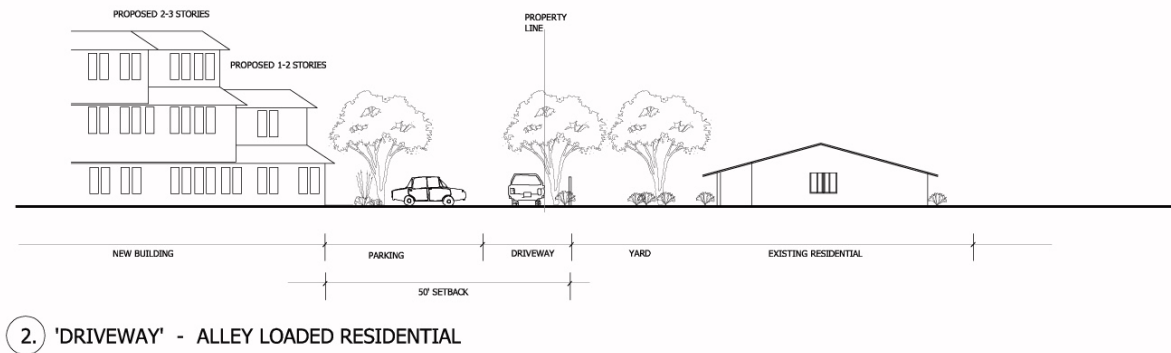 PROPOSED 2-3 STORIES
PROPERTY
LINE
PROPOSED 1-2 STORIES
NEW BUILDING
PARKING
DRIVEWAY
YARD
EXISTING RESIDENTIAL
50' SETBACK
2. 'DRIVEWAY' - ALLEY LOADED RESIDENTIAL